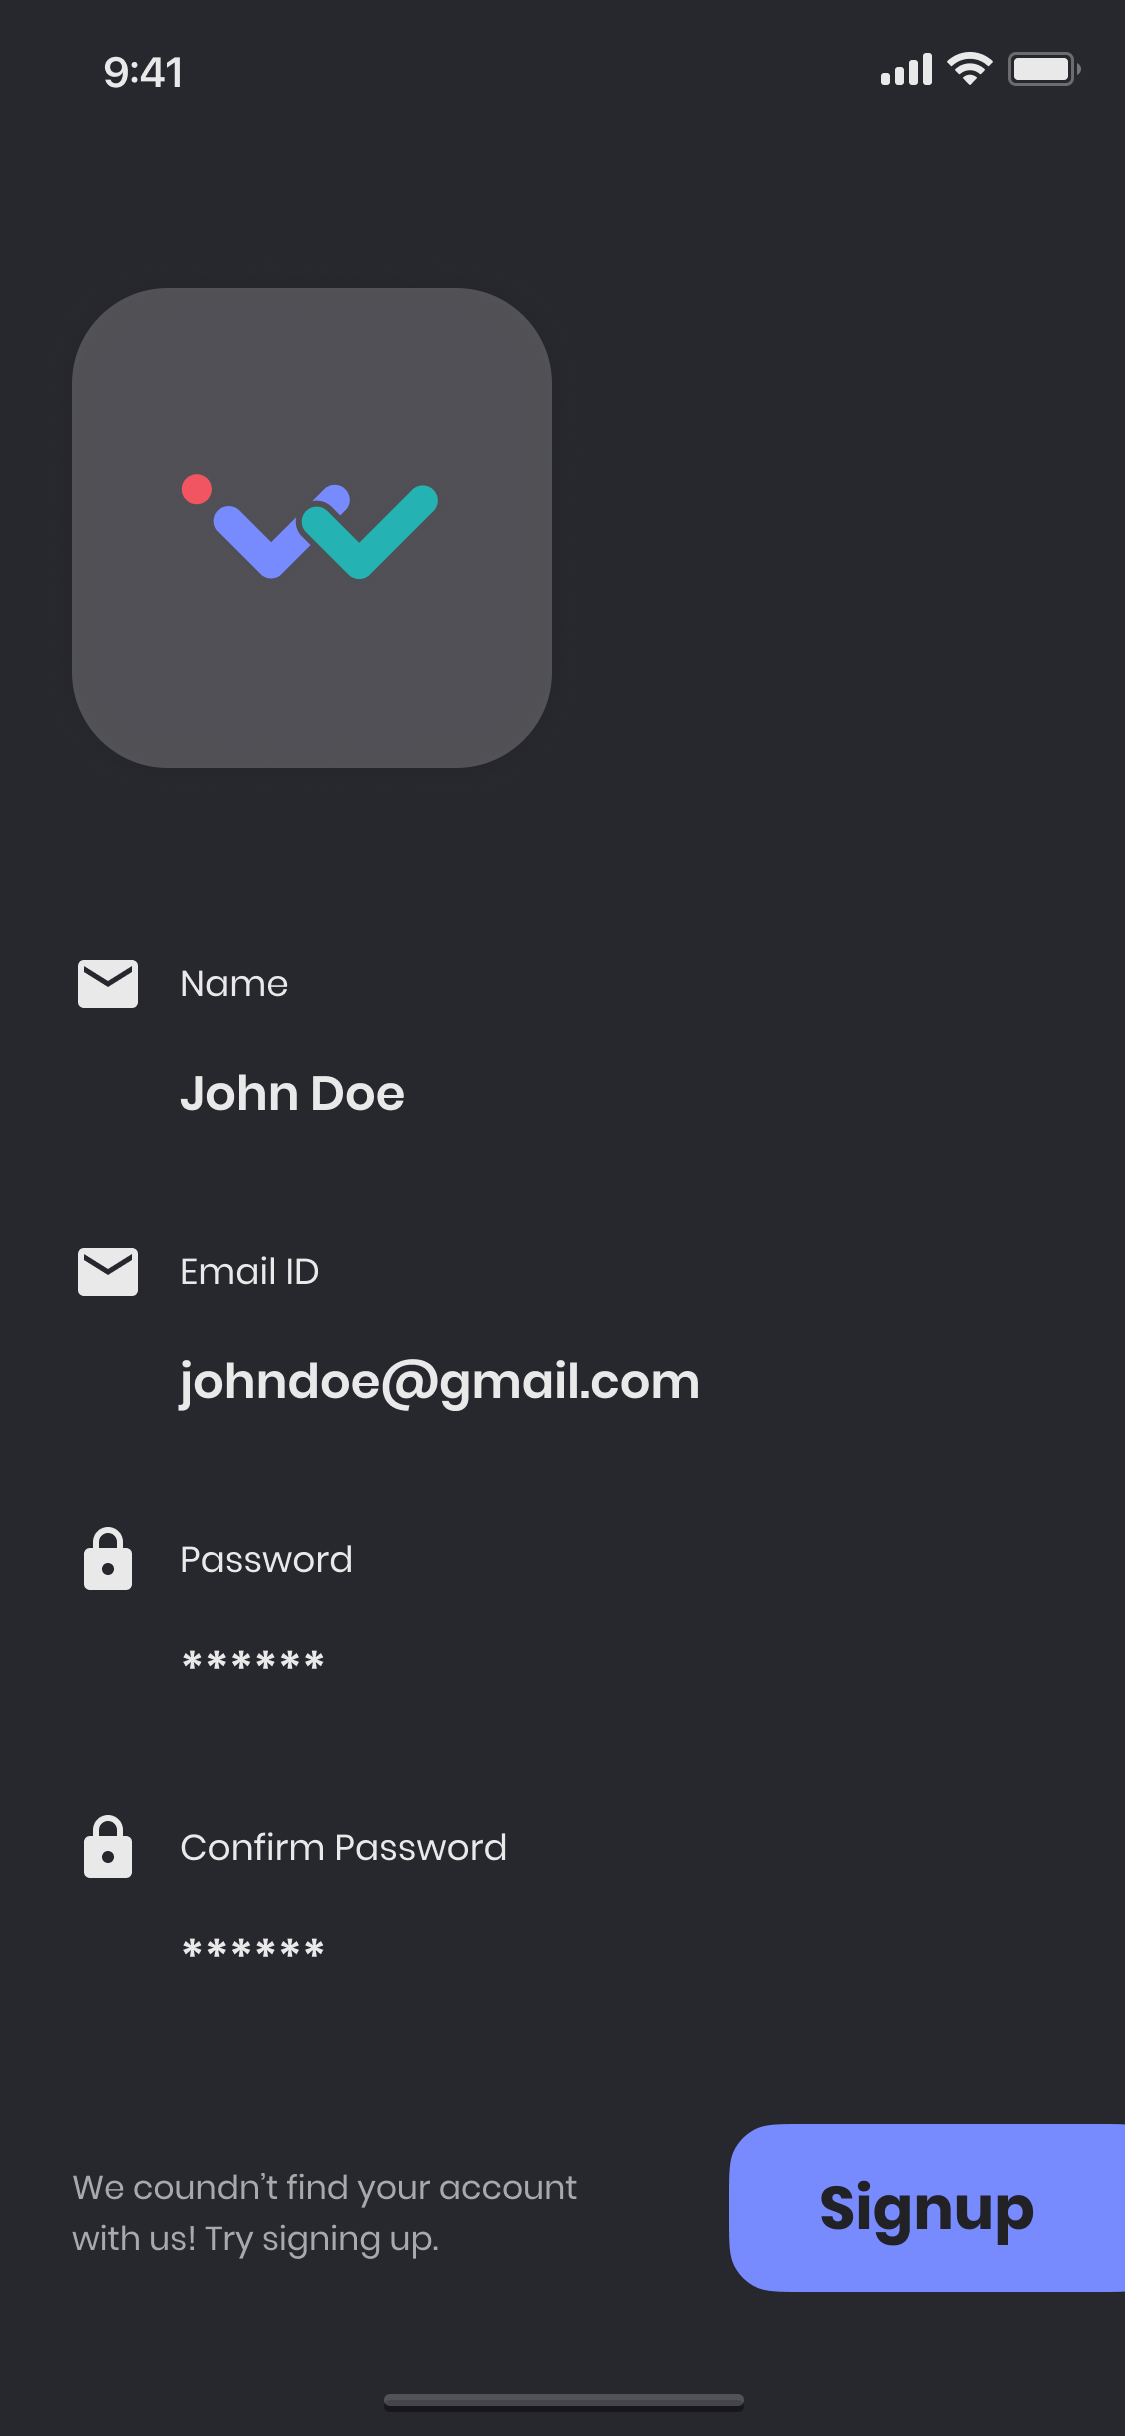 9:41
Name
John Doe
Email ID
johndoe@gmail.com
Password
******
Confirm Password
******
We coundn’t find your account
with us! Try signing up.
Signup